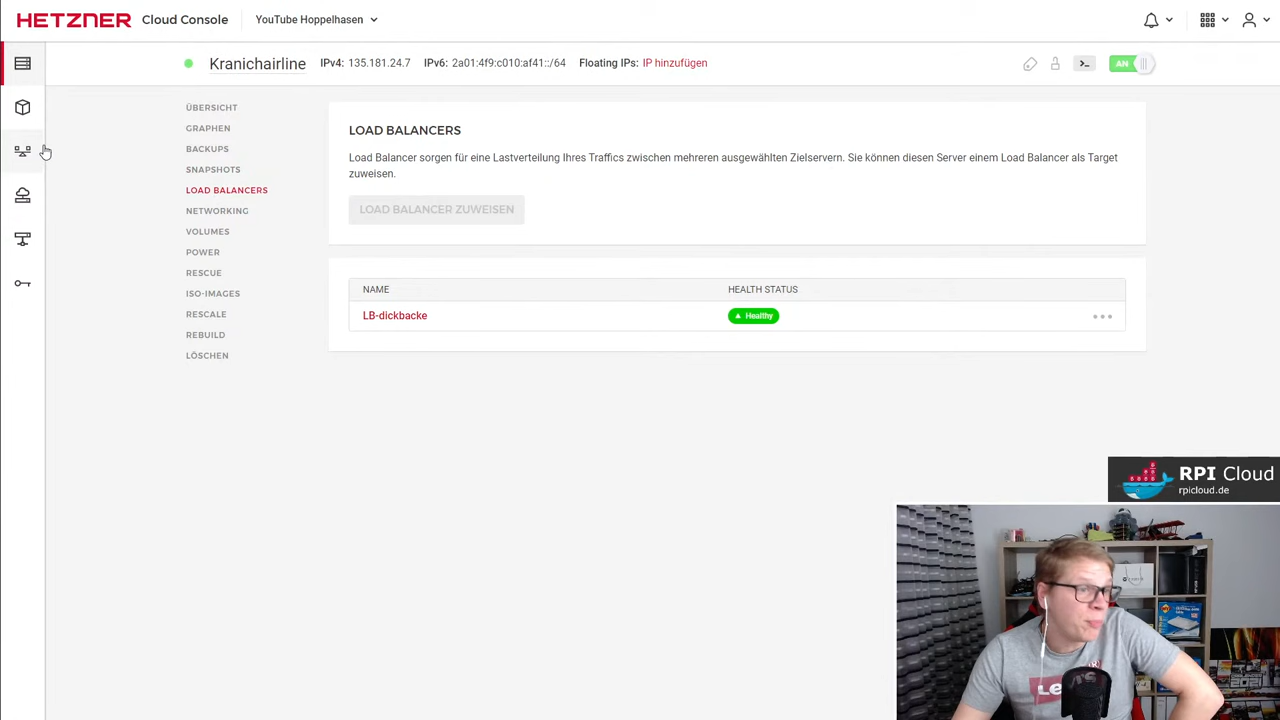 HETZNER Cloud Console YouTube Hoppelhasen
Kranichairline IPv4: 135.181.24.7 IPv6: 2a01:4f9:c010:af41::/64 Floating IPs: IP hinzufügen >_ AN
ÜBERSICHT
GRAPHEN
BACKUPS
SNAPSHOTS
LOAD BALANCERS
NETWORKING
VOLUMES
POWER
RESCUE
ISO-IMAGES
RESCALE
REBUILD
LÖSCHEN
LOAD BALANCERS
Load Balancer sorgen für eine Lastverteilung Ihres Traffics zwischen mehreren ausgewählten Zielservern. Sie können diesen Server einem Load Balancer als Target
zuweisen.
LOAD BALANCER ZUWEISEN
NAME HEALTH STATUS
LB-dickbacke Healthy
RPI Cloud
rpicloud.de